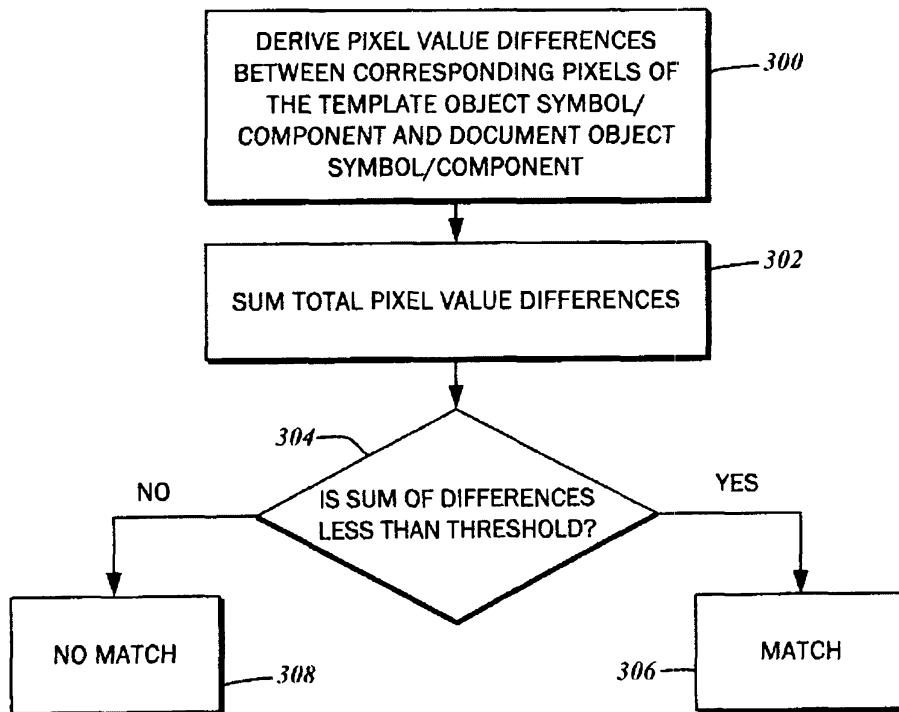 DERIVE PIXEL VALUE DIFFERENCES
BETWEEN CORRESPONDING PIXELS OF
THE TEMPLATE OBJECT SYMBOL/
COMPONENT AND DOCUMENT OBJECT
SYMBOL/COMPONENT
300
SUM TOTAL PIXEL VALUE DIFFERENCES
302
304
IS SUM OF DIFFERENCES
LESS THAN THRESHOLD?
NO
YES
NO MATCH
308
306
MATCH